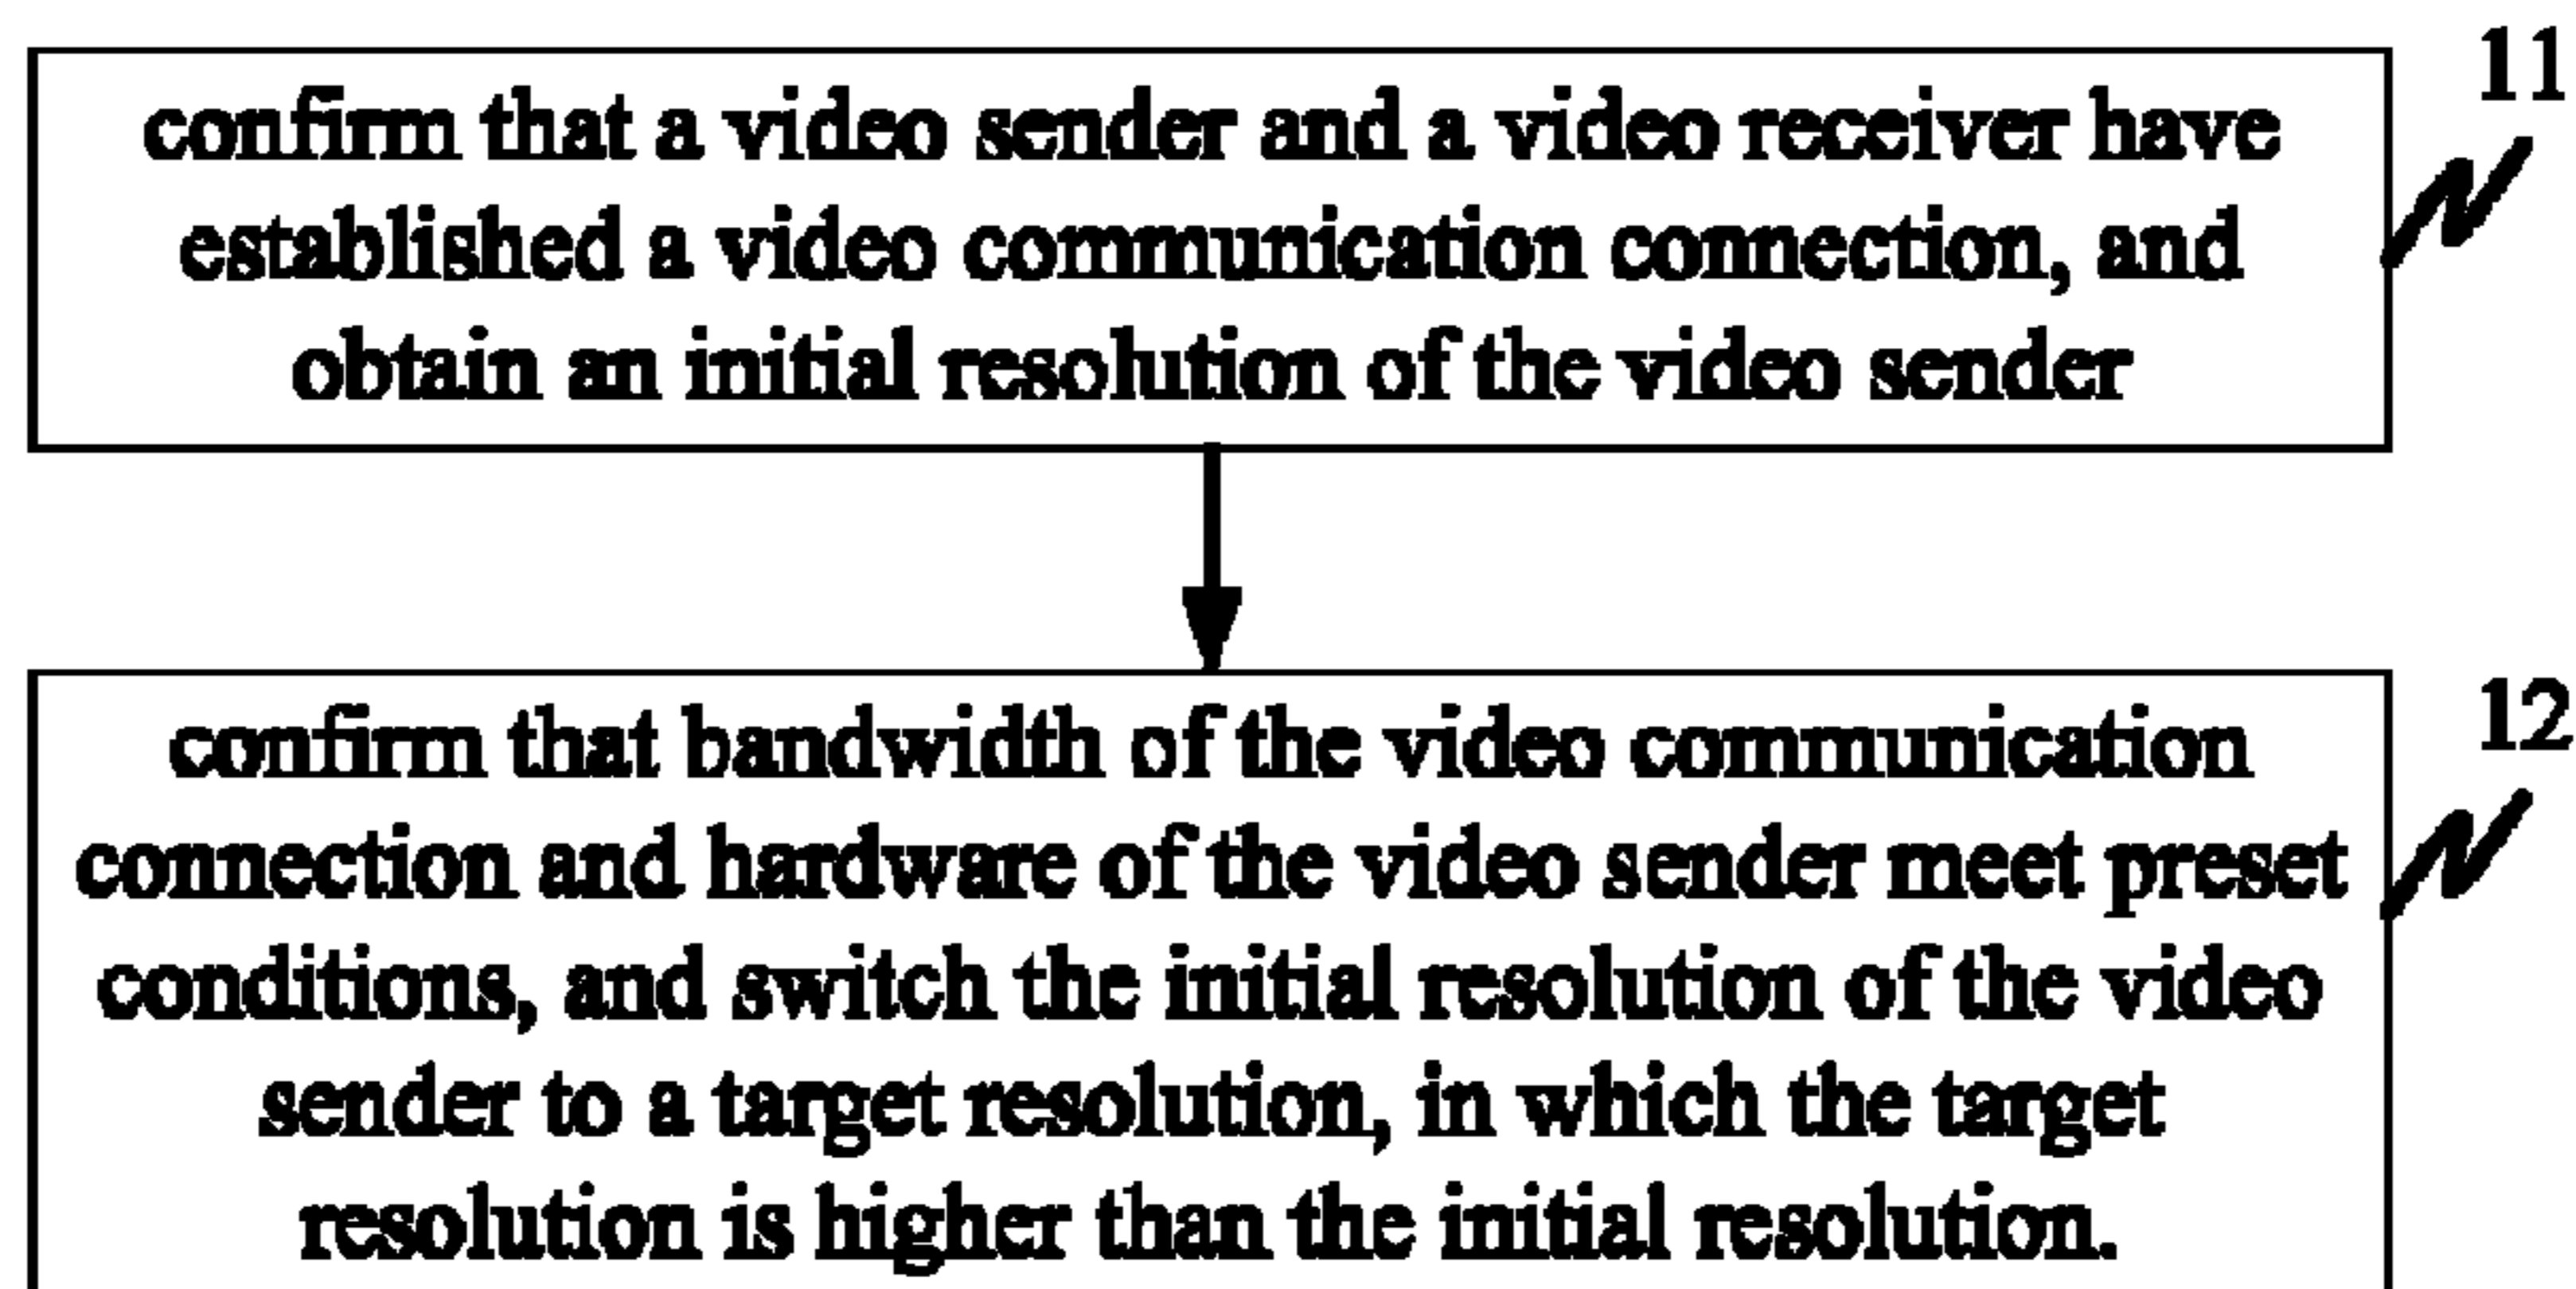 11
confirm that a video sender and a video receiver have
established a video communication connection, and
obtain an initial resolution of the video sender
12
confirm that bandwidth of the video communication
connection and hardware of the video sender meet preset
conditions, and switch the initial resolution of the video
sender to a target resolution, in which the target
resolution is higher than the initial resolution.